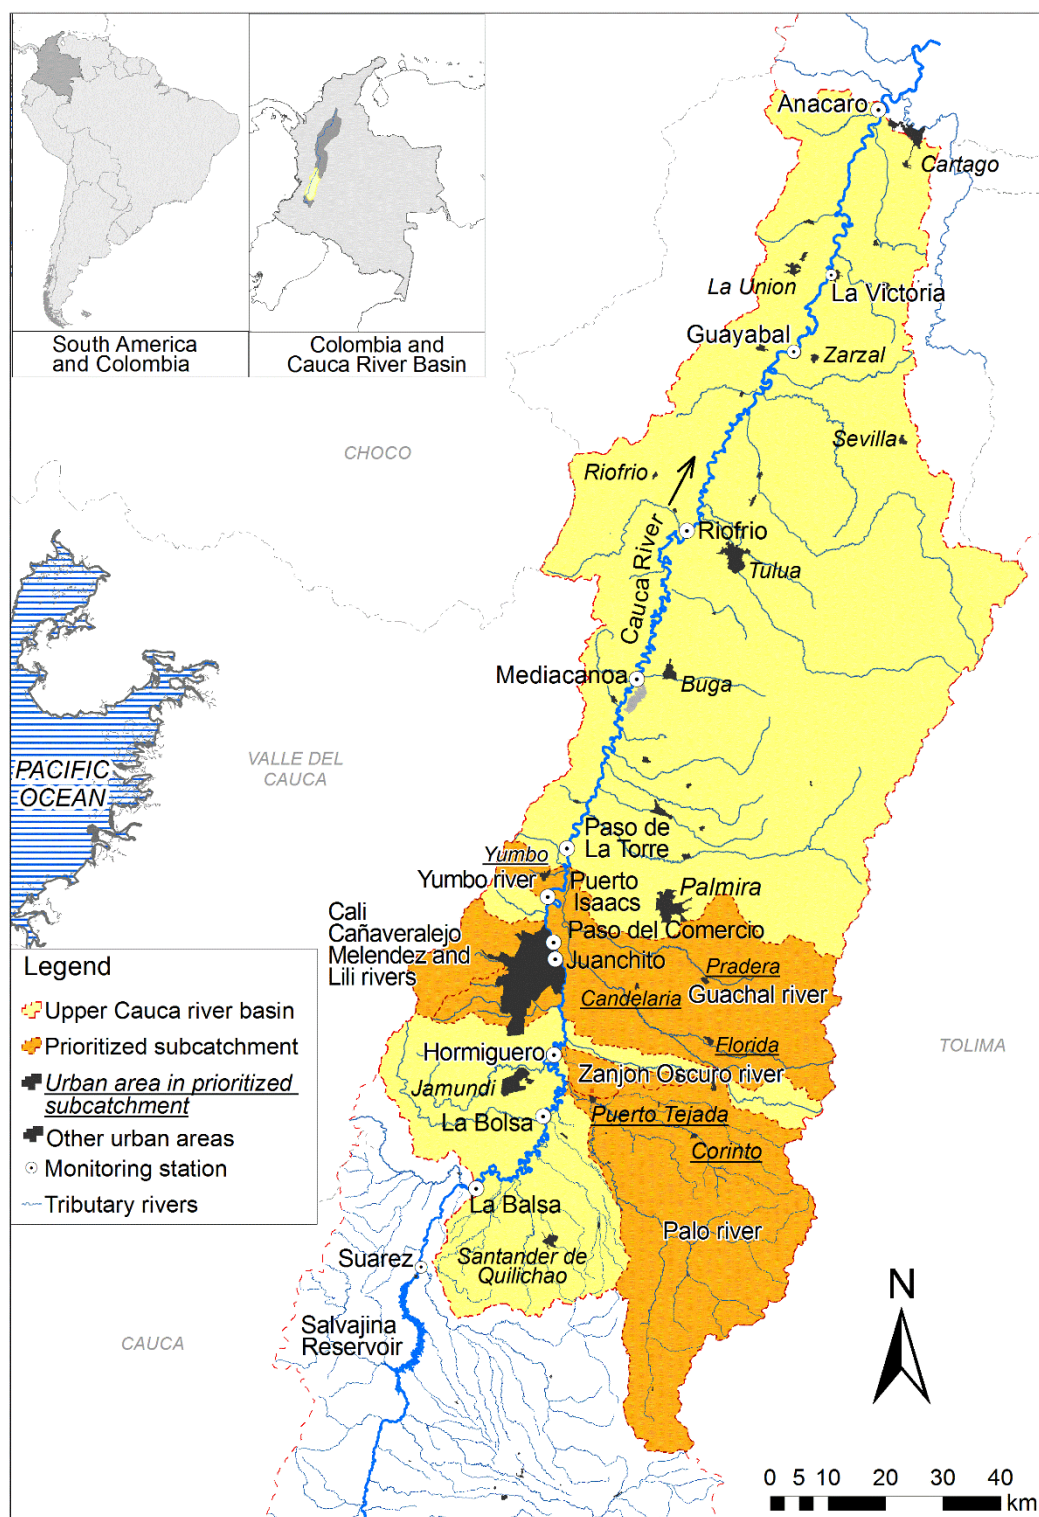 South America
and Colombia
Colombia and
Cauca River Basin
Anacaro
Cartago
La Union
La Victoria
Guayabal
Zarzal
CHOCO
Sevilla
Riofrio
Cauca River
Riofrio
Tulua
Mediacanoa
Buga
VALLE DEL
CAUCA
PACIFIC
OCEAN
Paso de
La Torre
Yumbo
Yumbo river
Puerto
Isaacs
Palmira
Cali
Cañaveralejo
Melendez and
Lili rivers
Paso del Comercio
Juanchito
Pradera
Candelaria
Guachal river
Florida
TOLIMA
Hormiguero
Zanjon Oscuro river
Jamundi
Puerto Tejada
La Bolsa
Corinto
La Balsa
Palo river
Suarez
Santander de
Quilichao
Salvajina
Reservoir
CAUCA
Legend
Upper Cauca river basin
Prioritized subcatchment
Urban area in prioritized
subcatchment
Other urban areas
Monitoring station
Tributary rivers
N
0 5 10 20 30 40
km